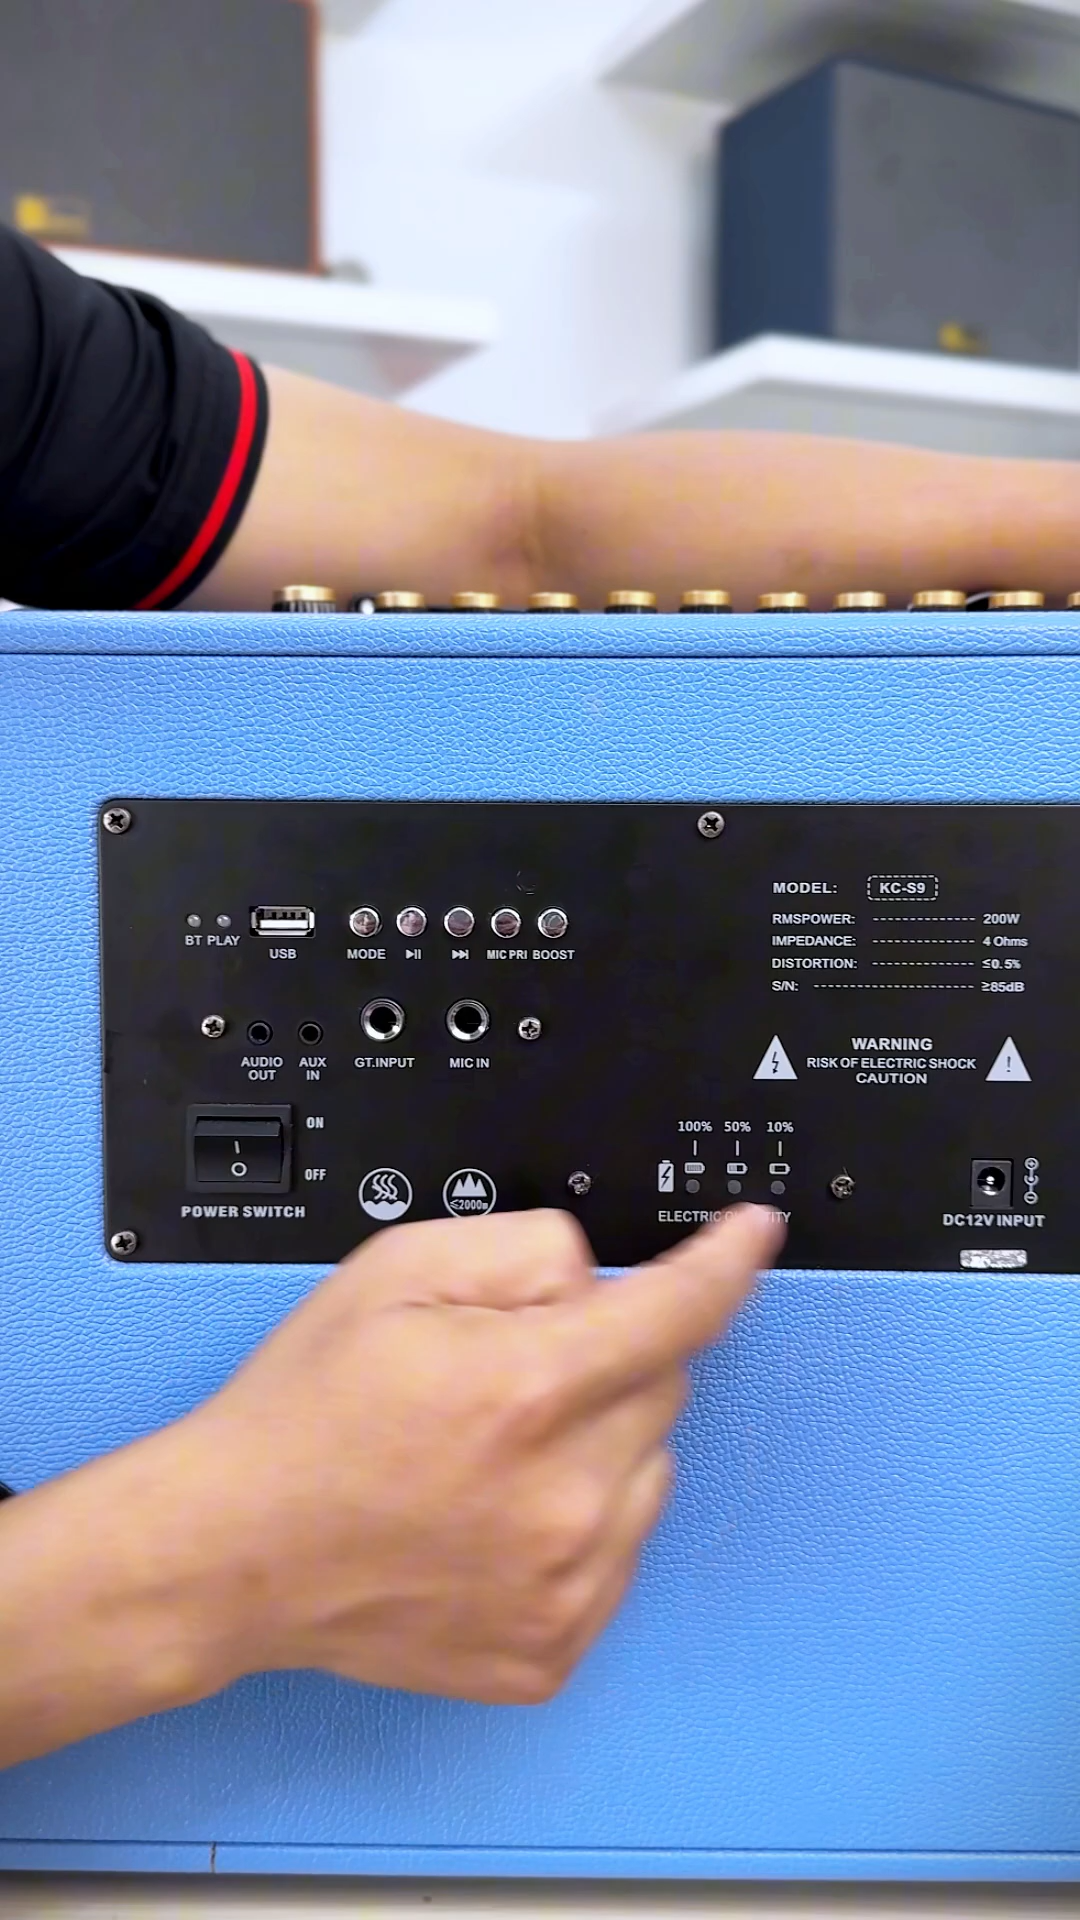 MODEL: KC-S9
RMSPOWER: 200W
IMPEDANCE: 4 Ohms
DISTORTION: ≤0.5%
S/N: ≥85dB
BT PLAY
USB
MODE
MIC PRI
BOOST
AUDIO OUT
AUX IN
GT.INPUT
MIC IN
WARNING
RISK OF ELECTRIC SHOCK
CAUTION
ON
OFF
POWER SWITCH
≤2000m
100% 50% 10%
ELECTRIC
DC12V INPUT